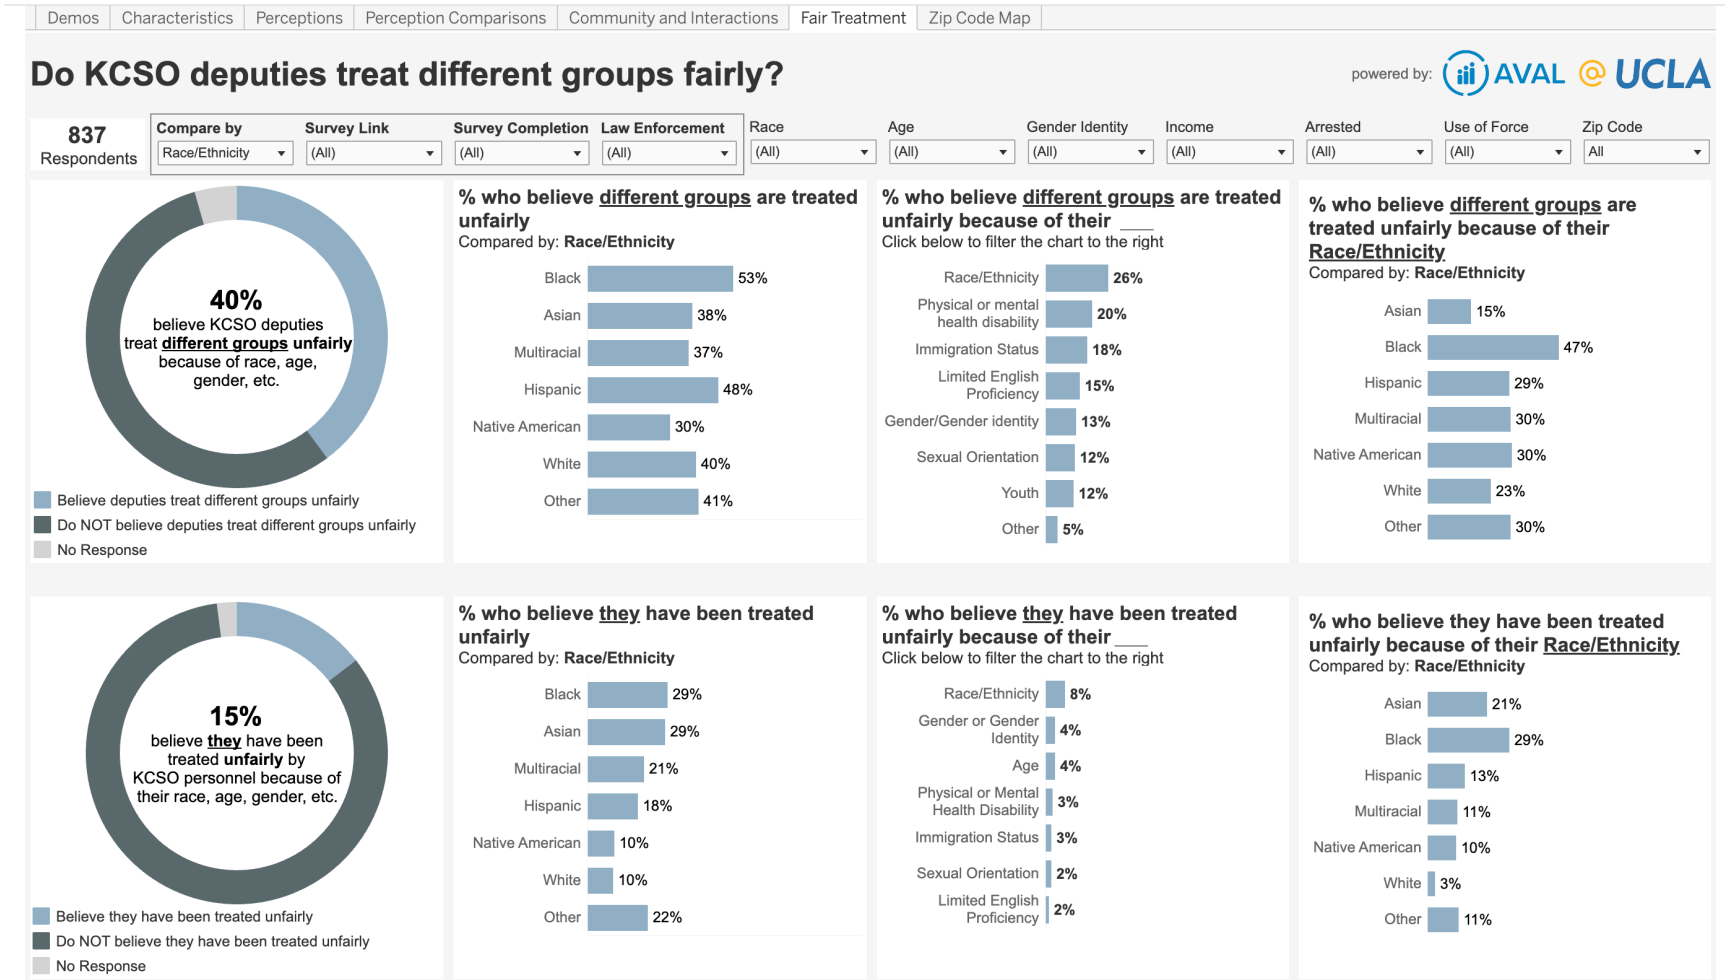 Demos
Characteristics
Perceptions
Perception Comparisons
Community and Interactions
Fair Treatment
Zip Code Map
Do KCSO deputies treat different groups fairly?
powered by:
AVAL
@
UCLA
837
Respondents
Compare by
Race/Ethnicity
Survey Link
(All)
Survey Completion
(All)
Law Enforcement
(All)
Race
(All)
Age
(All)
Gender Identity
(All)
Income
(All)
Arrested
(All)
Use of Force
(All)
Zip Code
All
40%
believe KCSO deputies
treat different groups unfairly
because of race, age,
gender, etc.
Believe deputies treat different groups unfairly
Do NOT believe deputies treat different groups unfairly
No Response
% who believe different groups are treated
unfairly
Compared by: Race/Ethnicity
Black 53%
Asian 38%
Multiracial 37%
Hispanic 48%
Native American 30%
White 40%
Other 41%
% who believe different groups are treated
unfairly because of their ___
Click below to filter the chart to the right
Race/Ethnicity 26%
Physical or mental
health disability 20%
Immigration Status 18%
Limited English
Proficiency 15%
Gender/Gender identity 13%
Sexual Orientation 12%
Youth 12%
Other 5%
% who believe different groups are
treated unfairly because of their
Race/Ethnicity
Compared by: Race/Ethnicity
Asian 15%
Black 47%
Hispanic 29%
Multiracial 30%
Native American 30%
White 23%
Other 30%
15%
believe they have been
treated unfairly by
KCSO personnel because of
their race, age, gender, etc.
Believe they have been treated unfairly
Do NOT believe they have been treated unfairly
No Response
% who believe they have been treated
unfairly
Compared by: Race/Ethnicity
Black 29%
Asian 29%
Multiracial 21%
Hispanic 18%
Native American 10%
White 10%
Other 22%
% who believe they have been treated
unfairly because of their ___
Click below to filter the chart to the right
Race/Ethnicity 8%
Gender or Gender
Identity 4%
Age 4%
Physical or Mental
Health Disability 3%
Immigration Status 3%
Sexual Orientation 2%
Limited English
Proficiency 2%
% who believe they have been treated
unfairly because of their Race/Ethnicity
Compared by: Race/Ethnicity
Asian 21%
Black 29%
Hispanic 13%
Multiracial 11%
Native American 10%
White 3%
Other 11%